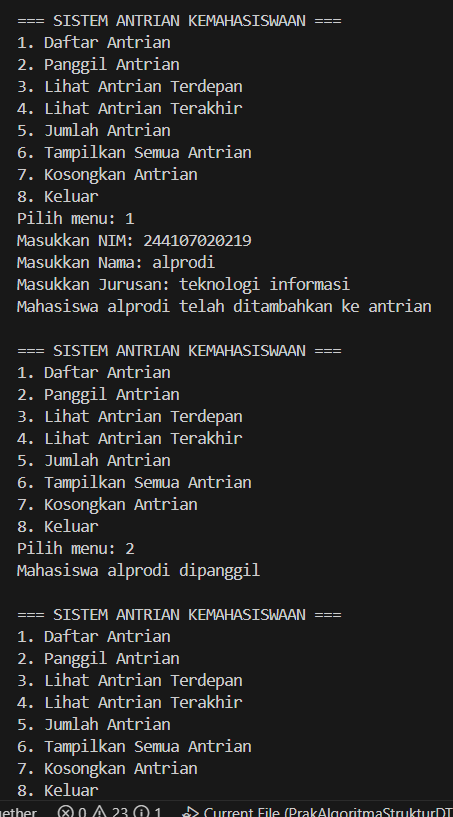 === SISTEM ANTRIAN KEMAHASISWAAN ===
1. Daftar Antrian
2. Panggil Antrian
3. Lihat Antrian Terdepan
4. Lihat Antrian Terakhir
5. Jumlah Antrian
6. Tampilkan Semua Antrian
7. Kosongkan Antrian
8. Keluar
Pilih menu: 1
Masukkan NIM: 244107020219
Masukkan Nama: alprodi
Masukkan Jurusan: teknologi informasi
Mahasiswa alprodi telah ditambahkan ke antrian
=== SISTEM ANTRIAN KEMAHASISWAAN ===
1. Daftar Antrian
2. Panggil Antrian
3. Lihat Antrian Terdepan
4. Lihat Antrian Terakhir
5. Jumlah Antrian
6. Tampilkan Semua Antrian
7. Kosongkan Antrian
8. Keluar
Pilih menu: 2
Mahasiswa alprodi dipanggil
=== SISTEM ANTRIAN KEMAHASISWAAN ===
1. Daftar Antrian
2. Panggil Antrian
3. Lihat Antrian Terdepan
4. Lihat Antrian Terakhir
5. Jumlah Antrian
6. Tampilkan Semua Antrian
7. Kosongkan Antrian
8. Keluar
ether 0 23 1 Current File (PrakAlgoritmaStrukturDT